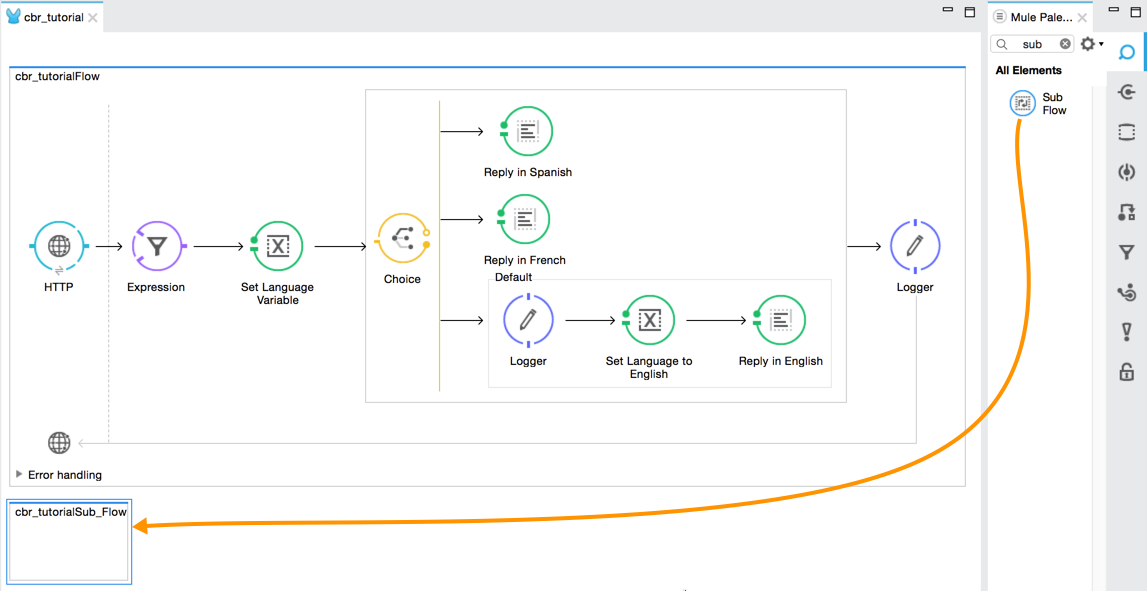 cbr_tutorial
Mule Pale...
sub
All Elements
Sub
Flow
cbr_tutorialFlow
Reply in Spanish
Reply in French
HTTP
Expression
Set Language
Variable
Choice
Default
Logger
Logger
Set Language to
English
Reply in English
Error handling
cbr_tutorialSub_Flow